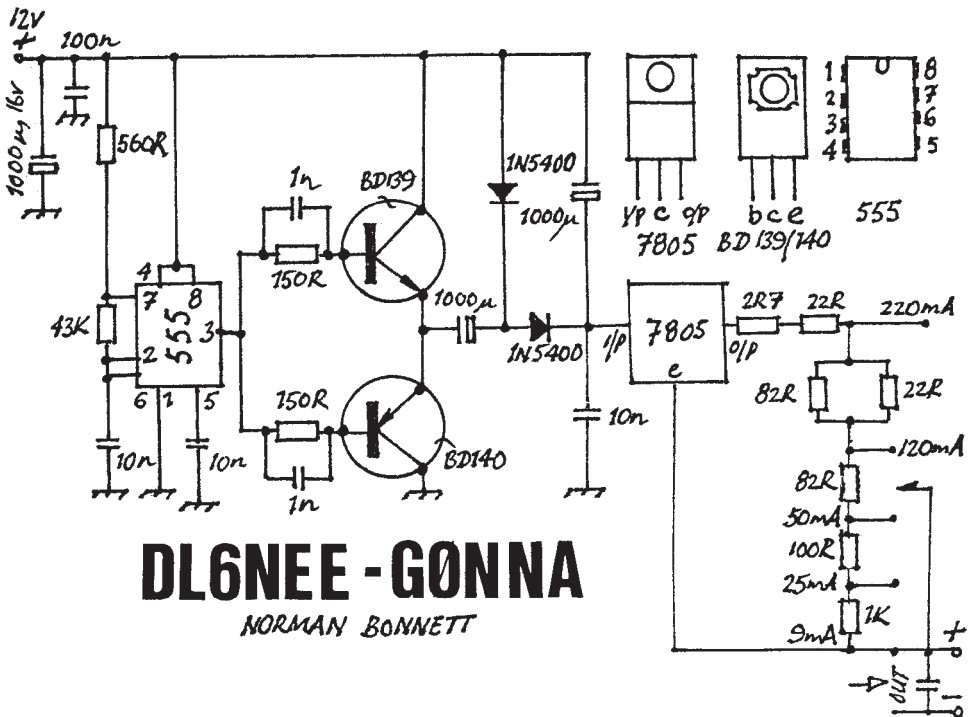 12V
+
100n
1000µ, 16V
560R
1n
BD139
1N5400
1000µ
1 8
2 7
3 6
4 5
I/P C O/P
b c e
555
7805
BD139/140
150R
4
7 8
43K
555
3
2
6 1 5
1000µ
1N5400
I/P
7805
e
O/P
2R7
22R
220mA
82R
22R
150R
10n
120mA
10n
10n
1n
BD140
82R
50mA
100R
25mA
1K
9mA
+
OUT
-
DL6NEE - GØNNA
NORMAN BONNETT